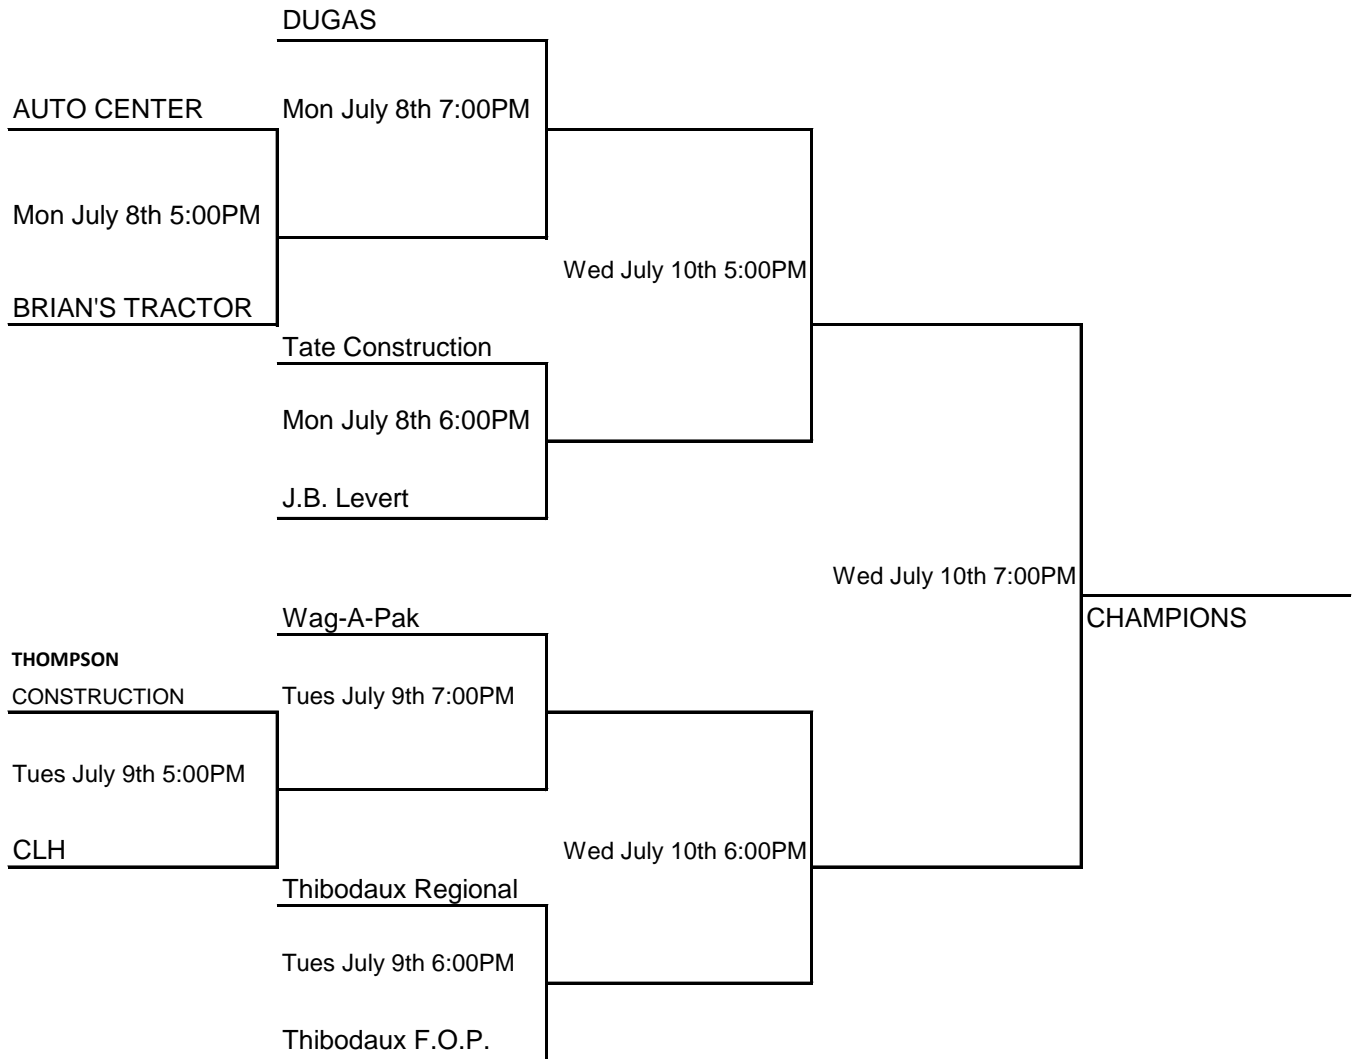 DUGAS
AUTO CENTER
Mon July 8th 7:00PM
Mon July 8th 5:00PM
Wed July 10th 5:00PM
BRIAN'S TRACTOR
Tate Construction
Mon July 8th 6:00PM
J.B. Levert
Wed July 10th 7:00PM
CHAMPIONS
Wag-A-Pak
THOMPSON
CONSTRUCTION
Tues July 9th 7:00PM
Tues July 9th 5:00PM
CLH
Wed July 10th 6:00PM
Thibodaux Regional
Tues July 9th 6:00PM
Thibodaux F.O.P.